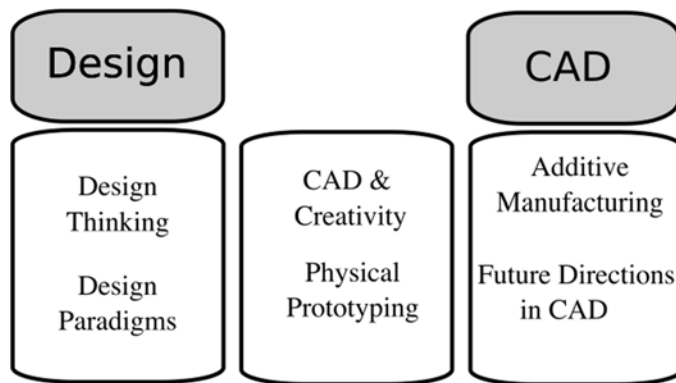 Design
CAD
Design
Thinking
Design
Paradigms
CAD &
Creativity
Physical
Prototyping
Additive
Manufacturing
Future Directions
in CAD